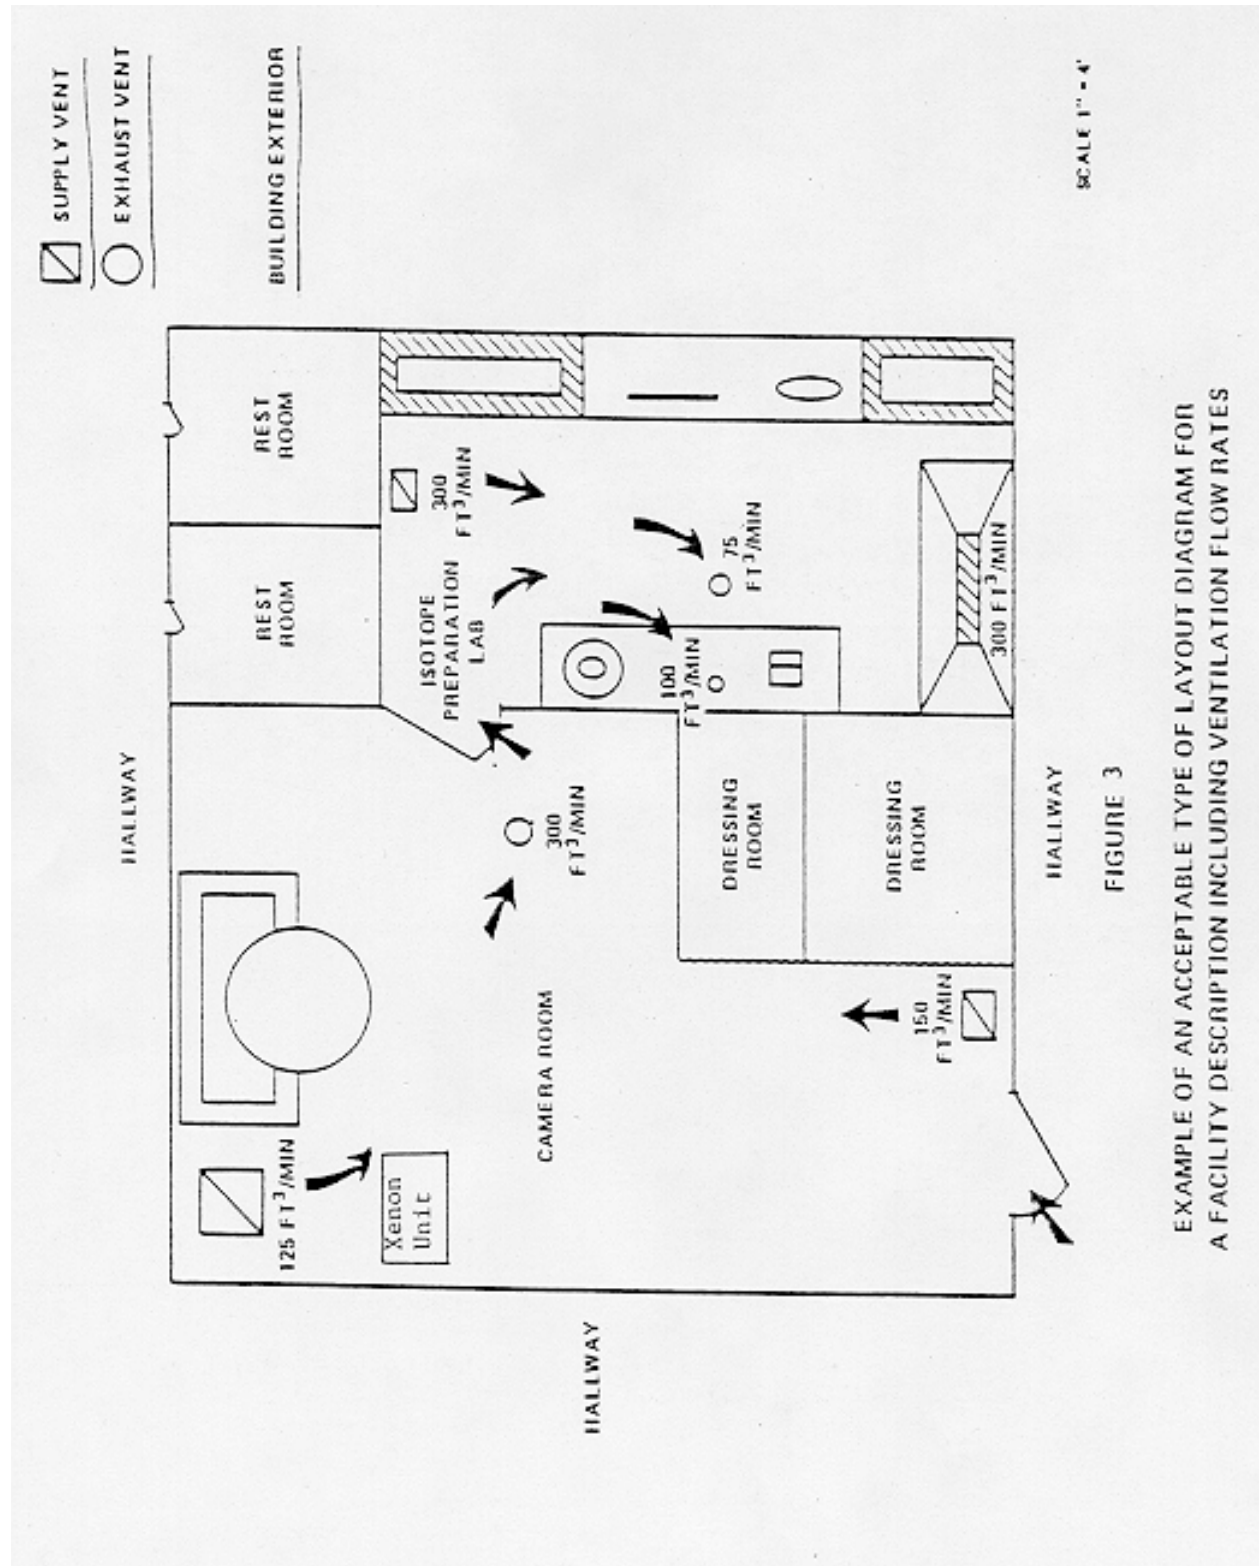 SUPPLY VENT
EXHAUST VENT
BUILDING EXTERIOR
HALLWAY
REST
ROOM
REST
ROOM
125 FT³/MIN
Xenon
Unit
CAMERA ROOM
300
FT³/MIN
ISOTOPE
PREPARATION
LAB
300
FT³/MIN
100
FT³/MIN
75
FT³/MIN
DRESSING
ROOM
DRESSING
ROOM
150
FT³/MIN
300 FT³/MIN
HALLWAY
HALLWAY
SCALE 1" = 4'
FIGURE 3
EXAMPLE OF AN ACCEPTABLE TYPE OF LAYOUT DIAGRAM FOR
A FACILITY DESCRIPTION INCLUDING VENTILATION FLOW RATES